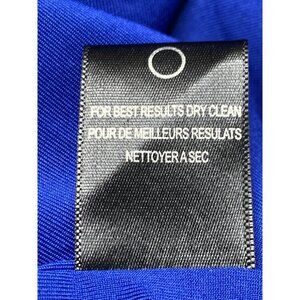 FOR BEST RESULTS DRY CLEAN
POUR DE MEILLEURS RESULATS
NETTOYER A SEC